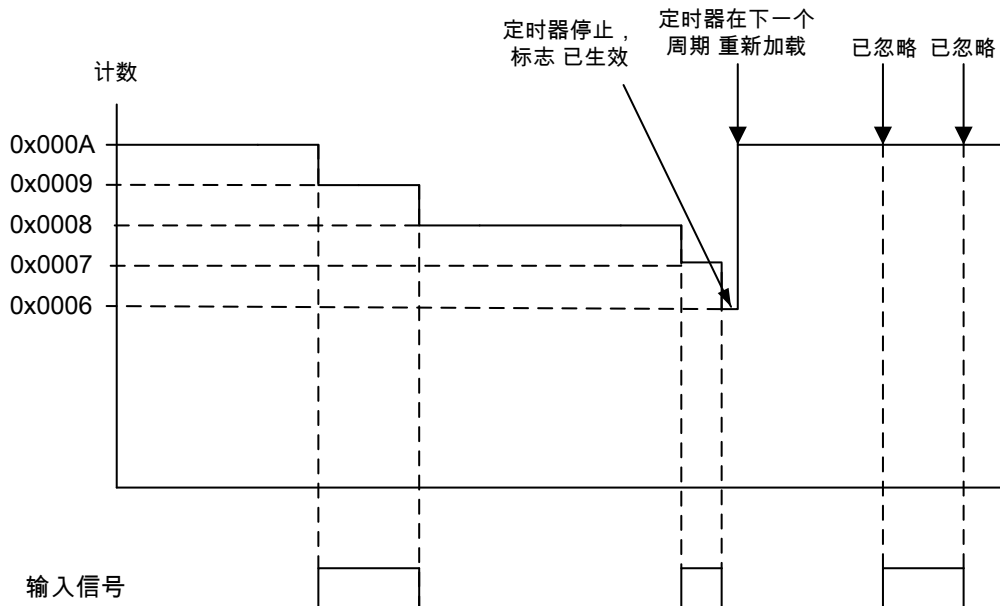 定时器停止，
标志 已生效
定时器在下一个
周期 重新加载
已忽略 已忽略
计数
0x000A
0x0009
0x0008
0x0007
0x0006
输入信号